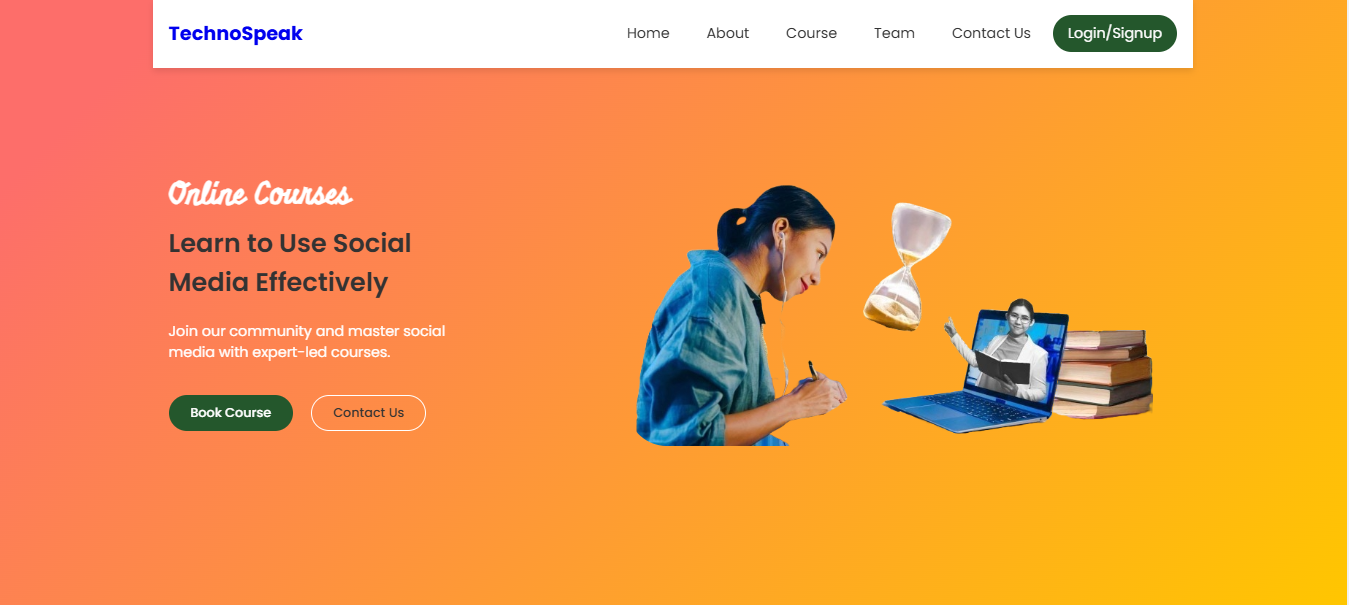 TechnoSpeak
Home
About
Course
Team
Contact Us
Login/Signup
Online Courses
Learn to Use Social
Media Effectively
Join our community and master social
media with expert-led courses.
Book Course
Contact Us